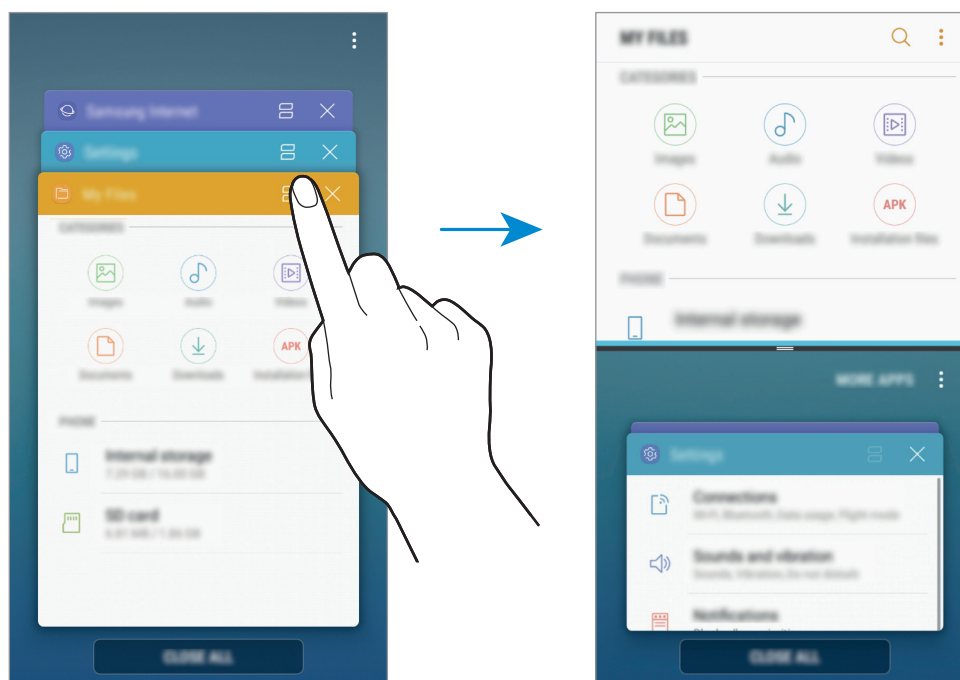 Samsung Internet
Settings
My Files
CATEGORIES
Images
Audio
Videos
Documents
Downloads
APK
Installation
PHONE
Internal storage
SD card
CLOSE ALL
MY FILES
CATEGORIES
Images
Audio
Videos
APK
Documents
Downloads
Installation files
PHONE
Internal storage
MORE APPS
Settings
Connections
Wi-Fi, Bluetooth, Data usage, Flight mode
Sounds and vibration
Sounds, Vibration, Do not disturb
Notifications
CLOSE ALL